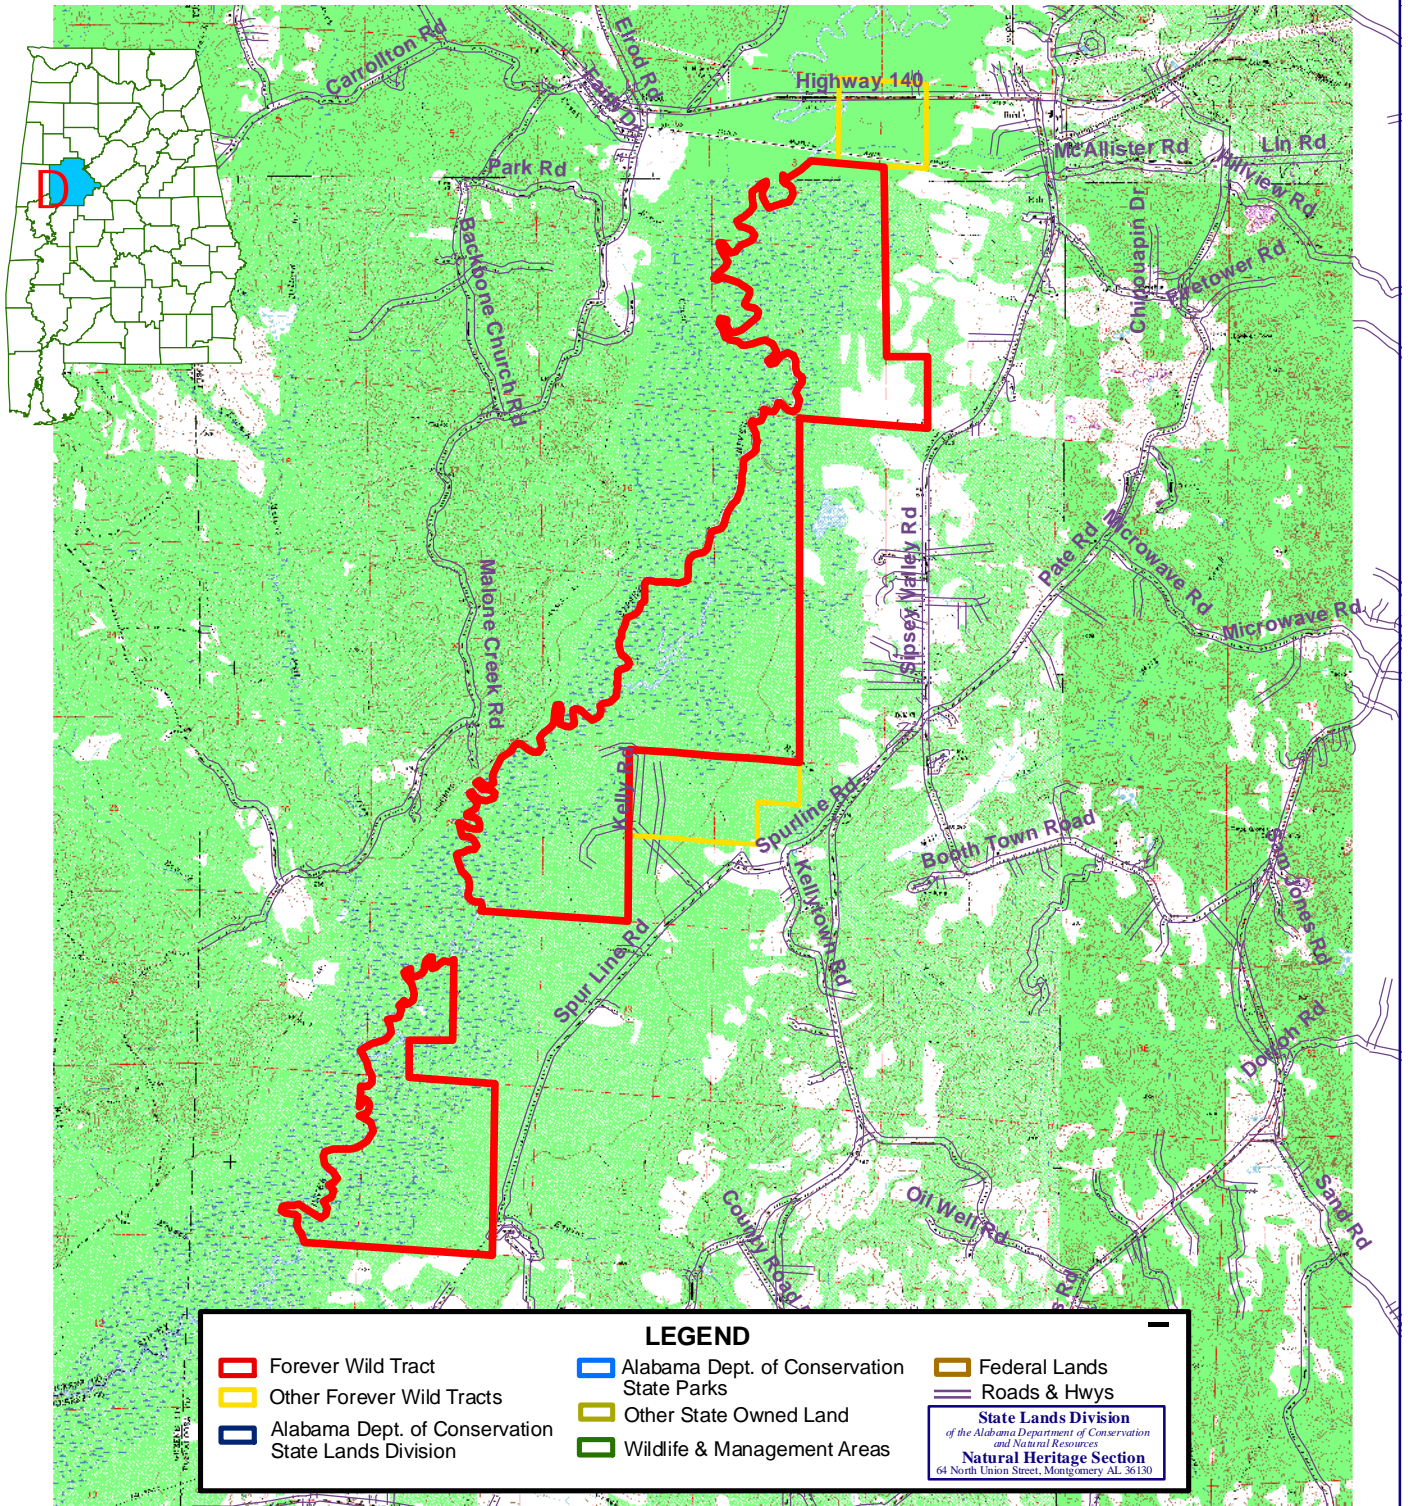 Carrollton Rd
Elrod Rd
Highway 140
McAllister Rd
Lin Rd
Hillview Rd
Park Rd
D
Backbone Church Rd
Chinquapin Dr
Firetower Rd
Malone Creek Rd
Sipsey Valley Rd
Pate Rd
Microwave Rd
Microwave Rd
Kelly Rd
Spurline Rd
Booth Town Road
Kellytown Rd
Sam Jones Rd
Spur Line Rd
Oil Well Rd
County Road
Sand Rd
s Rd
LEGEND
Forever Wild Tract
Other Forever Wild Tracts
Alabama Dept. of Conservation
State Lands Division
Alabama Dept. of Conservation
State Parks
Other State Owned Land
Wildlife & Management Areas
Federal Lands
Roads & Hwys
State Lands Division
of the Alabama Department of Conservation
and Natural Resources
Natural Heritage Section
64 North Union Street, Montgomery AL 36130